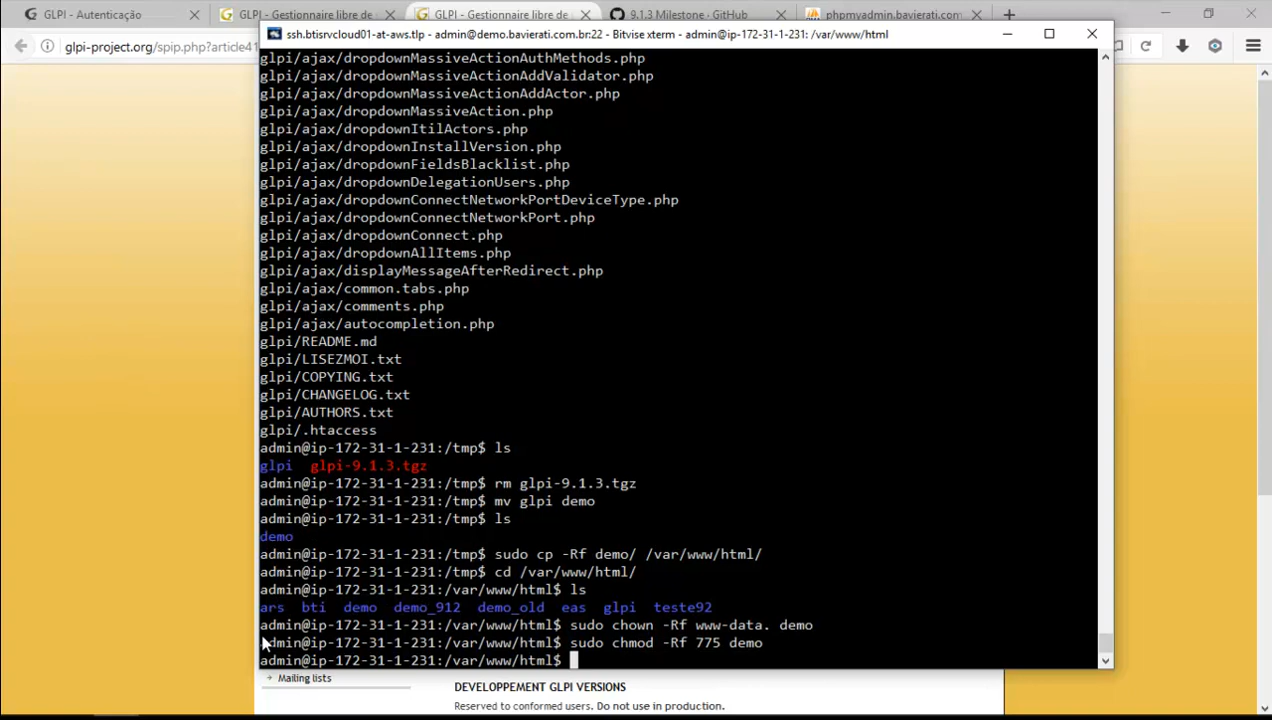 GLPI - Autenticação
GLPI - Gestionnaire libre de
GLPI - Gestionnaire libre de
9.1.3 Milestone · GitHub
phpmyadmin.bavierati.com
glpi-project.org/spip.php?article41
ssh.btisrvcloud01-at-aws.tlp - admin@demo.bavierati.com.br:22 - Bitvise xterm - admin@ip-172-31-1-231: /var/www/html
glpi/ajax/dropdownMassiveActionAuthMethods.php
glpi/ajax/dropdownMassiveActionAddValidator.php
glpi/ajax/dropdownMassiveActionAddActor.php
glpi/ajax/dropdownMassiveAction.php
glpi/ajax/dropdownItilActors.php
glpi/ajax/dropdownInstallVersion.php
glpi/ajax/dropdownFieldsBlacklist.php
glpi/ajax/dropdownDelegationUsers.php
glpi/ajax/dropdownConnectNetworkPortDeviceType.php
glpi/ajax/dropdownConnectNetworkPort.php
glpi/ajax/dropdownConnect.php
glpi/ajax/dropdownAllItems.php
glpi/ajax/displayMessageAfterRedirect.php
glpi/ajax/common.tabs.php
glpi/ajax/comments.php
glpi/ajax/autocompletion.php
glpi/README.md
glpi/LISEZMOI.txt
glpi/COPYING.txt
glpi/CHANGELOG.txt
glpi/AUTHORS.txt
glpi/.htaccess
admin@ip-172-31-1-231:/tmp$ ls
glpi glpi-9.1.3.tgz
admin@ip-172-31-1-231:/tmp$ rm glpi-9.1.3.tgz
admin@ip-172-31-1-231:/tmp$ mv glpi demo
admin@ip-172-31-1-231:/tmp$ ls
demo
admin@ip-172-31-1-231:/tmp$ sudo cp -Rf demo/ /var/www/html/
admin@ip-172-31-1-231:/tmp$ cd /var/www/html/
admin@ip-172-31-1-231:/var/www/html$ ls
ars bti demo demo_912 demo_old eas glpi teste92
admin@ip-172-31-1-231:/var/www/html$ sudo chown -Rf www-data. demo
admin@ip-172-31-1-231:/var/www/html$ sudo chmod -Rf 775 demo
admin@ip-172-31-1-231:/var/www/html$
Mailing lists
DEVELOPPEMENT GLPI VERSIONS
Reserved to conformed users. Do not use in production.